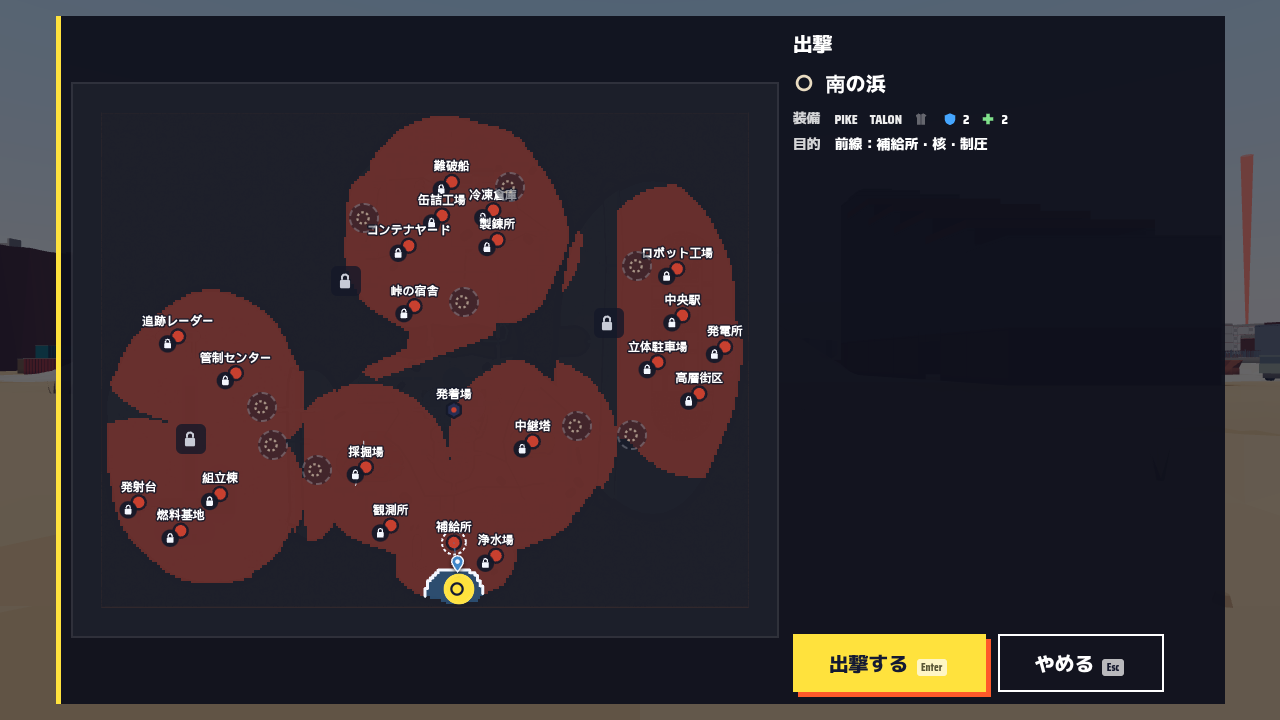 出撃
南の浜
装備 PIKE TALON 2 2
目的 前線：補給所・核・制圧
難破船
缶詰工場
冷凍倉庫
コンテナヤード
製錬所
峠の宿舎
ロボット工場
中央駅
発電所
立体駐車場
高層街区
追跡レーダー
管制センター
発着場
中継塔
採掘場
発射台
組立棟
燃料基地
観測所
補給所
浄水場
出撃する Enter
やめる Esc